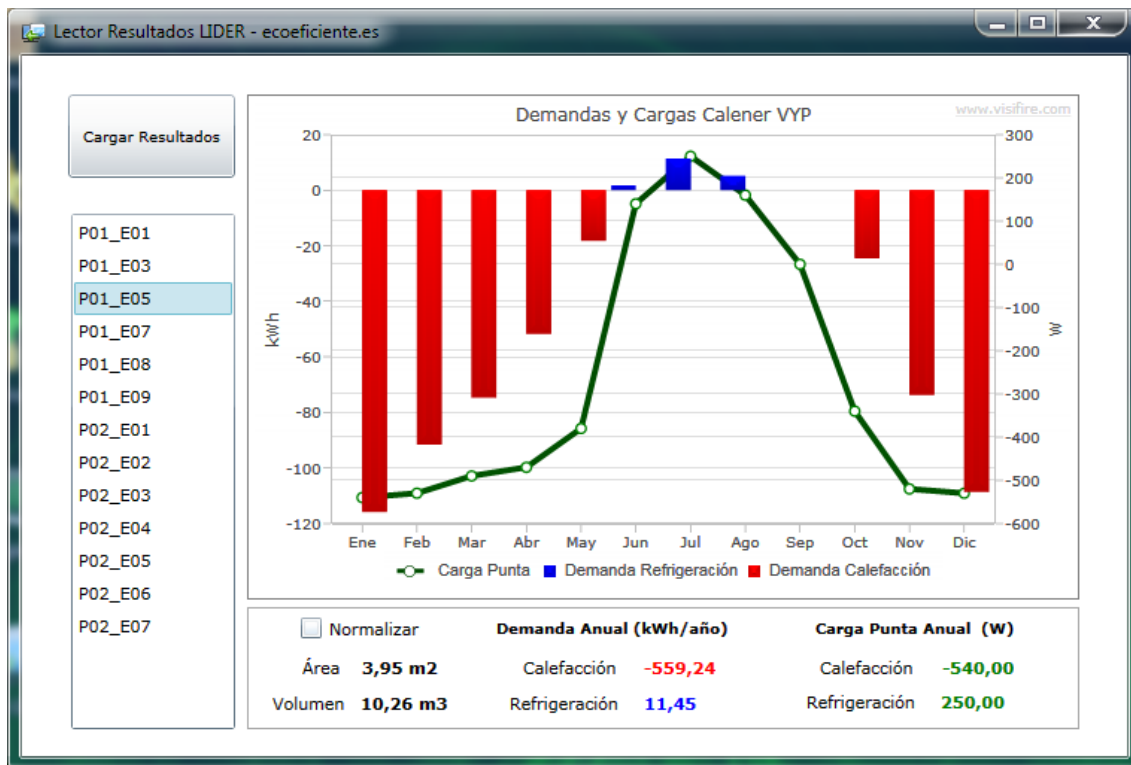 Lector Resultados LIDER - ecoeficiente.es
Cargar Resultados
P01_E01
P01_E03
P01_E05
P01_E07
P01_E08
P01_E09
P02_E01
P02_E02
P02_E03
P02_E04
P02_E05
P02_E06
P02_E07
Demandas y Cargas Calener VYP
www.visifire.com
20
0
-20
-40
-60
-80
-100
-120
kWh
300
200
100
0
-100
-200
-300
-400
-500
-600
W
Ene Feb Mar Abr May Jun Jul Ago Sep Oct Nov Dic
Carga Punta Demanda Refrigeración Demanda Calefacción
Normalizar Demanda Anual (kWh/año) Carga Punta Anual (W)
Área 3,95 m2 Calefacción -559,24 Calefacción -540,00
Volumen 10,26 m3 Refrigeración 11,45 Refrigeración 250,00